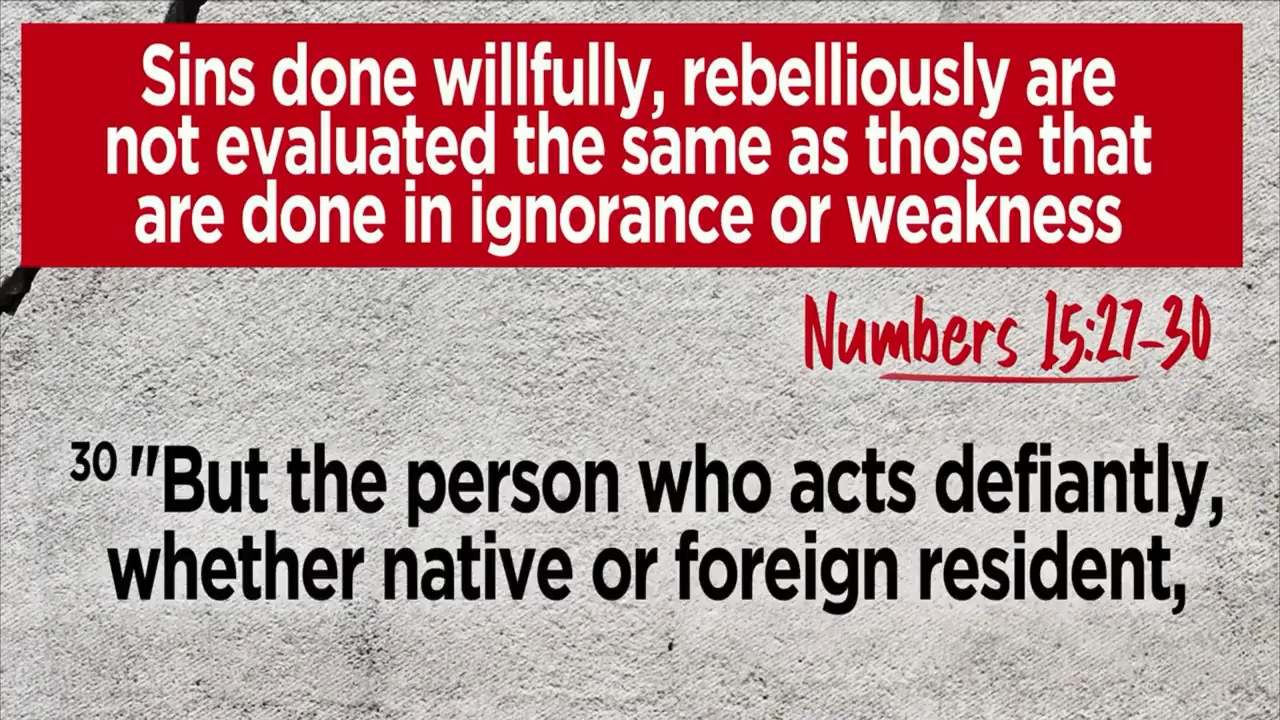 Sins done willfully, rebelliously are
not evaluated the same as those that
are done in ignorance or weakness
Numbers 15:27-30
30 "But the person who acts defiantly,
whether native or foreign resident,